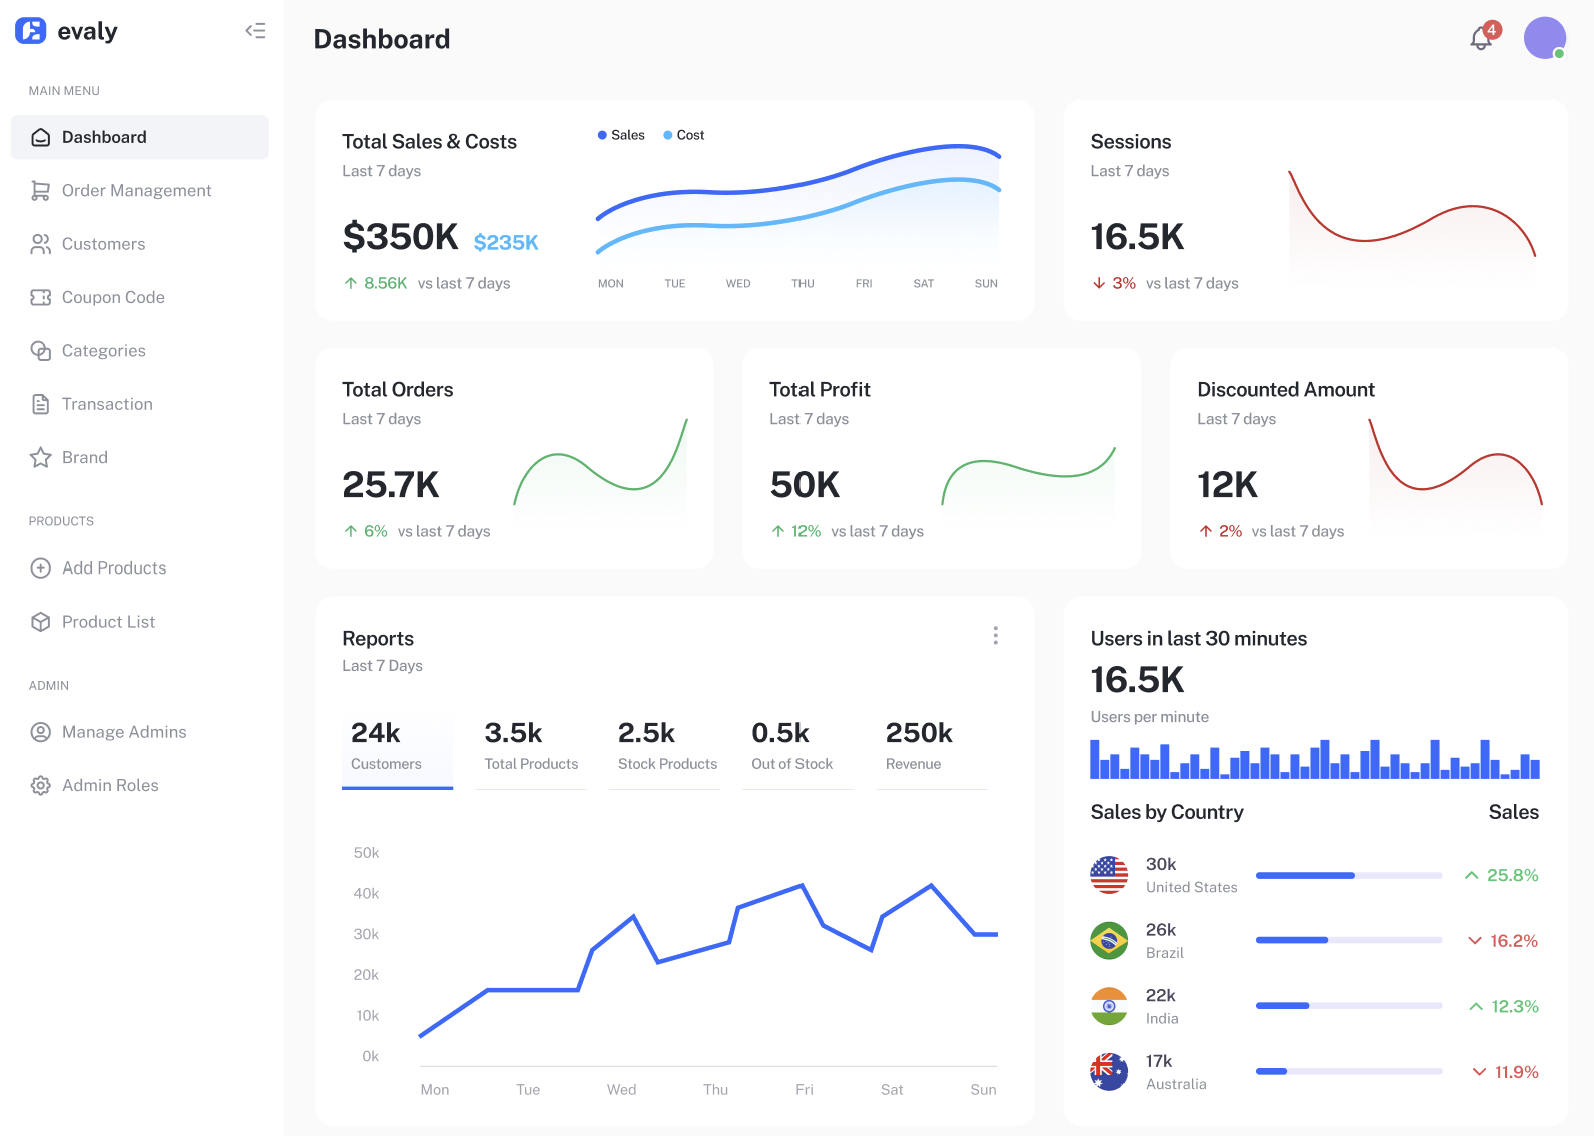 evaly
MAIN MENU
Dashboard
Order Management
Customers
Coupon Code
Categories
Transaction
Brand
PRODUCTS
Add Products
Product List
ADMIN
Manage Admins
Admin Roles
Dashboard
4
Total Sales & Costs
Last 7 days
$350K $235K
8.56K vs last 7 days
Sales Cost
MON TUE WED THU FRI SAT SUN
Sessions
Last 7 days
16.5K
3% vs last 7 days
Total Orders
Last 7 days
25.7K
6% vs last 7 days
Total Profit
Last 7 days
50K
12% vs last 7 days
Discounted Amount
Last 7 days
12K
2% vs last 7 days
Reports
Last 7 Days
24k
Customers
3.5k
Total Products
2.5k
Stock Products
0.5k
Out of Stock
250k
Revenue
50k
40k
30k
20k
10k
0k
Mon Tue Wed Thu Fri Sat Sun
Users in last 30 minutes
16.5K
Users per minute
Sales by Country Sales
30k
United States
25.8%
26k
Brazil
16.2%
22k
India
12.3%
17k
Australia
11.9%